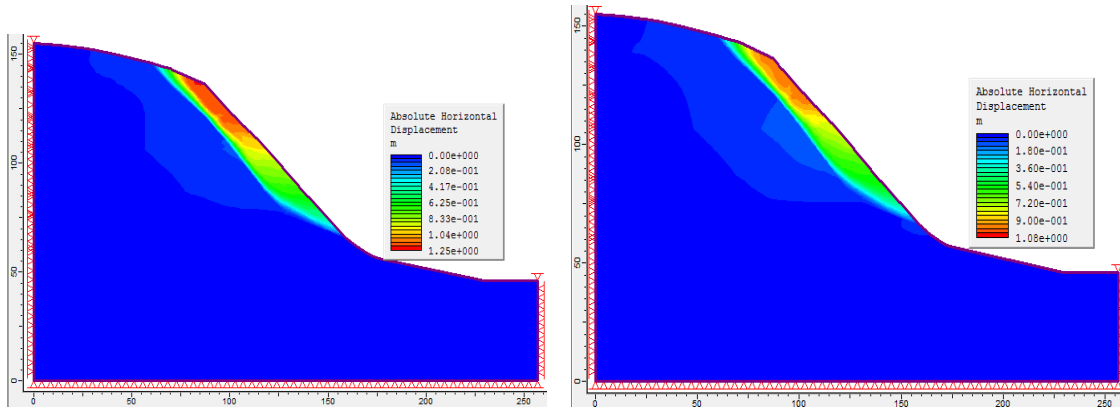 150
100
50
0
0
50
100
150
200
250
Absolute Horizontal
Displacement
m
0.00e+000
2.08e-001
4.17e-001
6.25e-001
8.33e-001
1.04e+000
1.25e+000
150
100
50
0
0
50
100
150
200
250
Absolute Horizontal
Displacement
m
0.00e+000
1.80e-001
3.60e-001
5.40e-001
7.20e-001
9.00e-001
1.08e+000